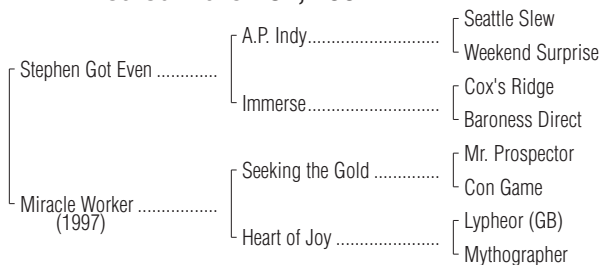 A.P. Indy
Seattle Slew
Weekend Surprise
Stephen Got Even
Immerse
Cox's Ridge
Baroness Direct
Miracle Worker
(1997)
Seeking the Gold
Mr. Prospector
Con Game
Heart of Joy
Lypheor (GB)
Mythographer